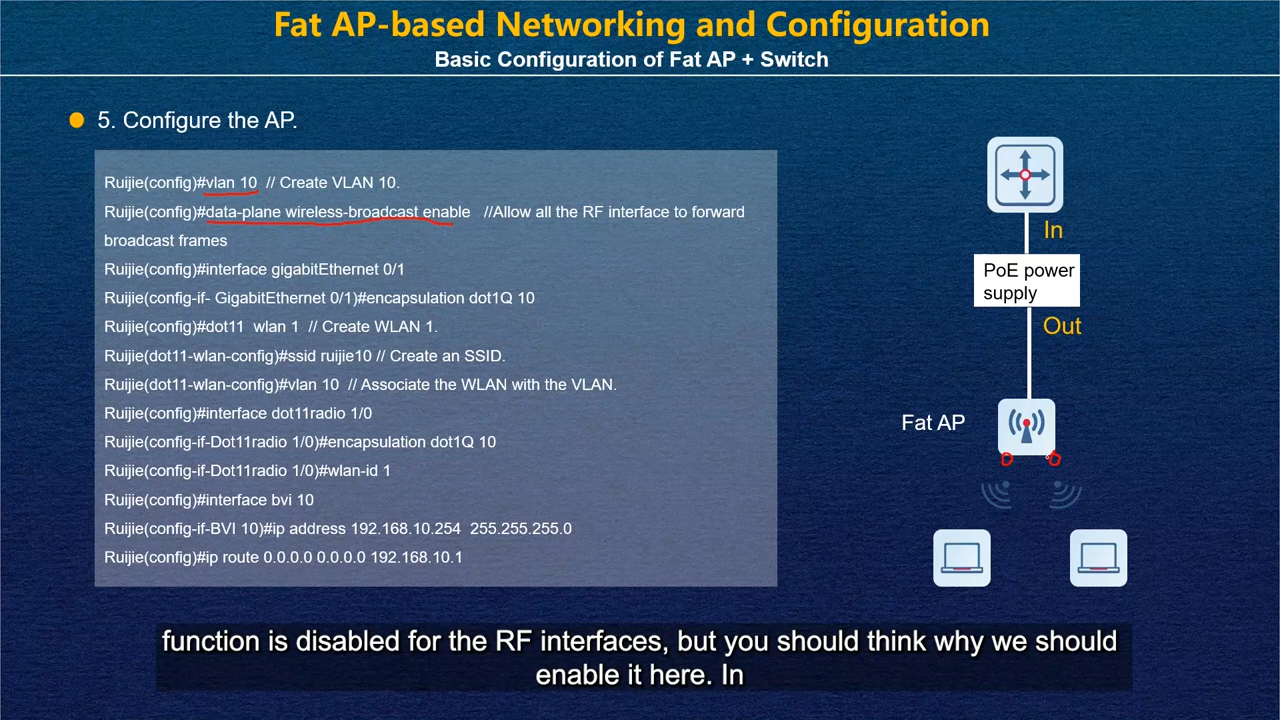 Fat AP-based Networking and Configuration
Basic Configuration of Fat AP + Switch
5. Configure the AP.
Ruijie(config)#vlan 10 // Create VLAN 10.
Ruijie(config)#data-plane wireless-broadcast enable //Allow all the RF interface to forward
broadcast frames
Ruijie(config)#interface gigabitEthernet 0/1
Ruijie(config-if- GigabitEthernet 0/1)#encapsulation dot1Q 10
Ruijie(config)#dot11 wlan 1 // Create WLAN 1.
Ruijie(dot11-wlan-config)#ssid ruijie10 // Create an SSID.
Ruijie(dot11-wlan-config)#vlan 10 // Associate the WLAN with the VLAN.
Ruijie(config)#interface dot11radio 1/0
Ruijie(config-if-Dot11radio 1/0)#encapsulation dot1Q 10
Ruijie(config-if-Dot11radio 1/0)#wlan-id 1
Ruijie(config)#interface bvi 10
Ruijie(config-if-BVI 10)#ip address 192.168.10.254 255.255.255.0
Ruijie(config)#ip route 0.0.0.0 0.0.0.0 192.168.10.1
In
PoE power
supply
Out
Fat AP
function is disabled for the RF interfaces, but you should think why we should
enable it here. In